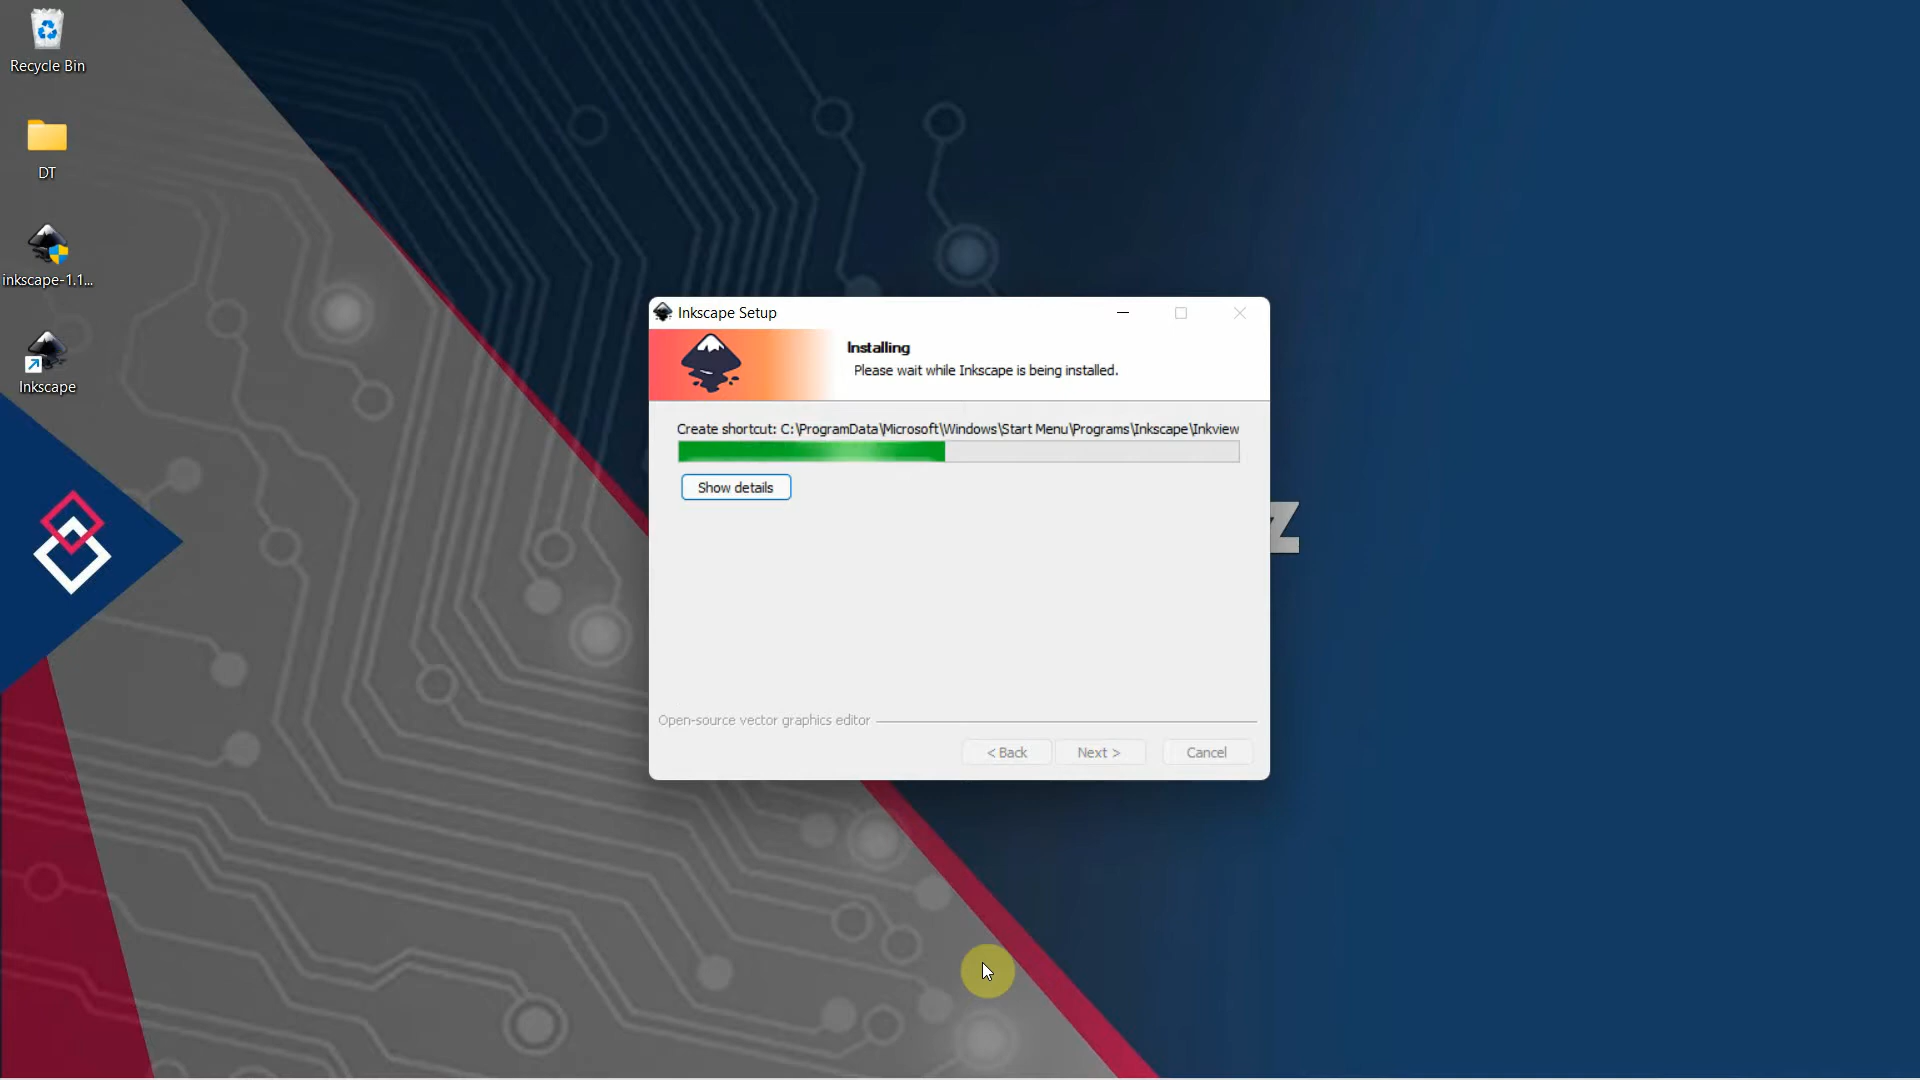 Recycle Bin
DT
inkscape-1.1...
Inkscape
Inkscape Setup
Installing
Please wait while Inkscape is being installed.
Create shortcut: C:\ProgramData\Microsoft\Windows\Start Menu\Programs\Inkscape\Inkview
Show details
Z
Open-source vector graphics editor
< Back
Next >
Cancel